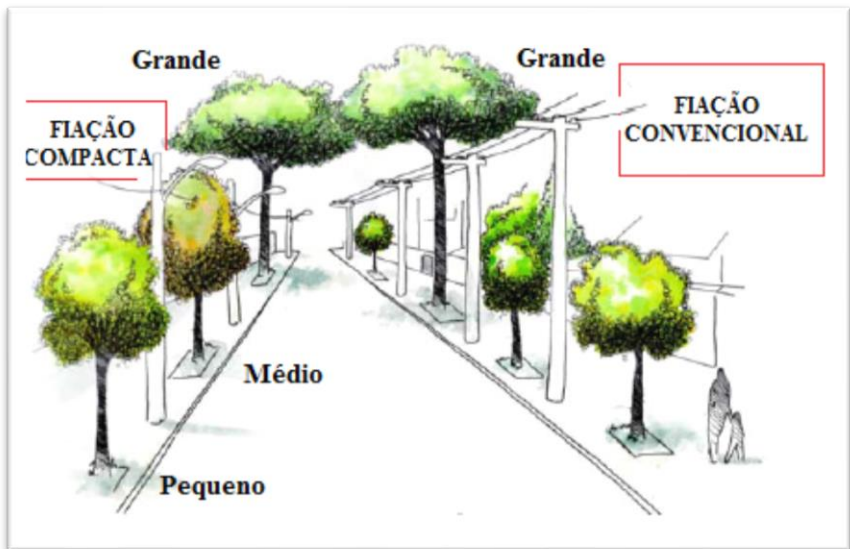 Grande
Grande
FIAÇÃO
COMPACTA
FIAÇÃO
CONVENCIONAL
Médio
Pequeno